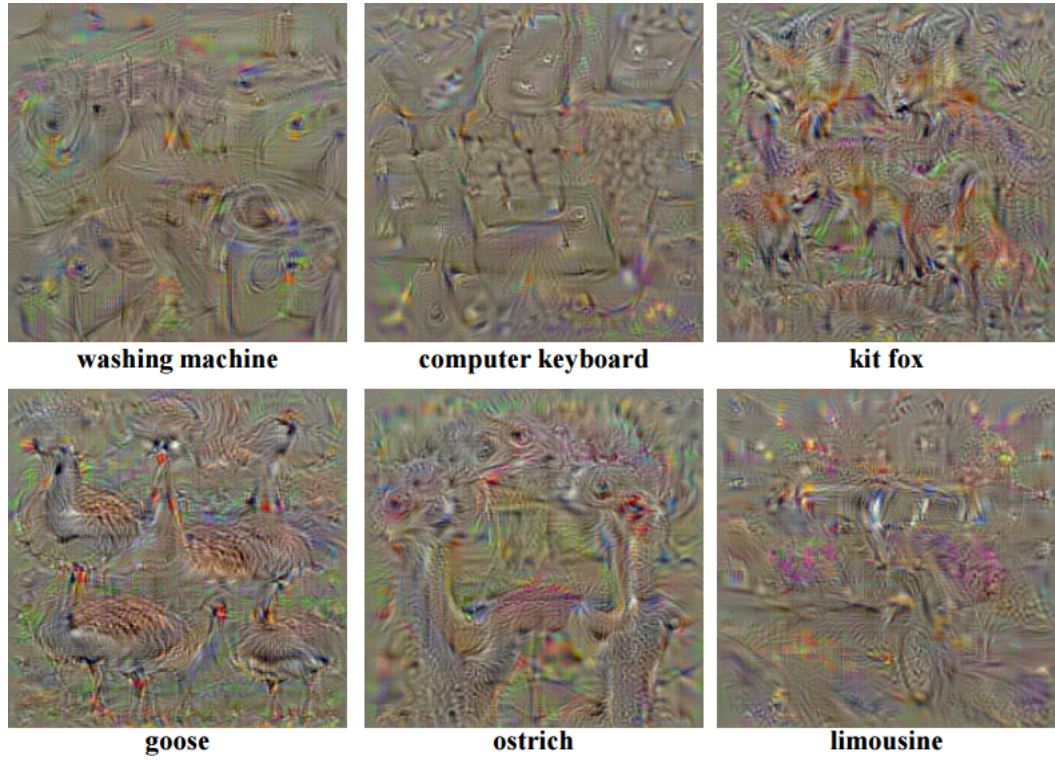 washing machine
computer keyboard
kit fox
goose
ostrich
limousine